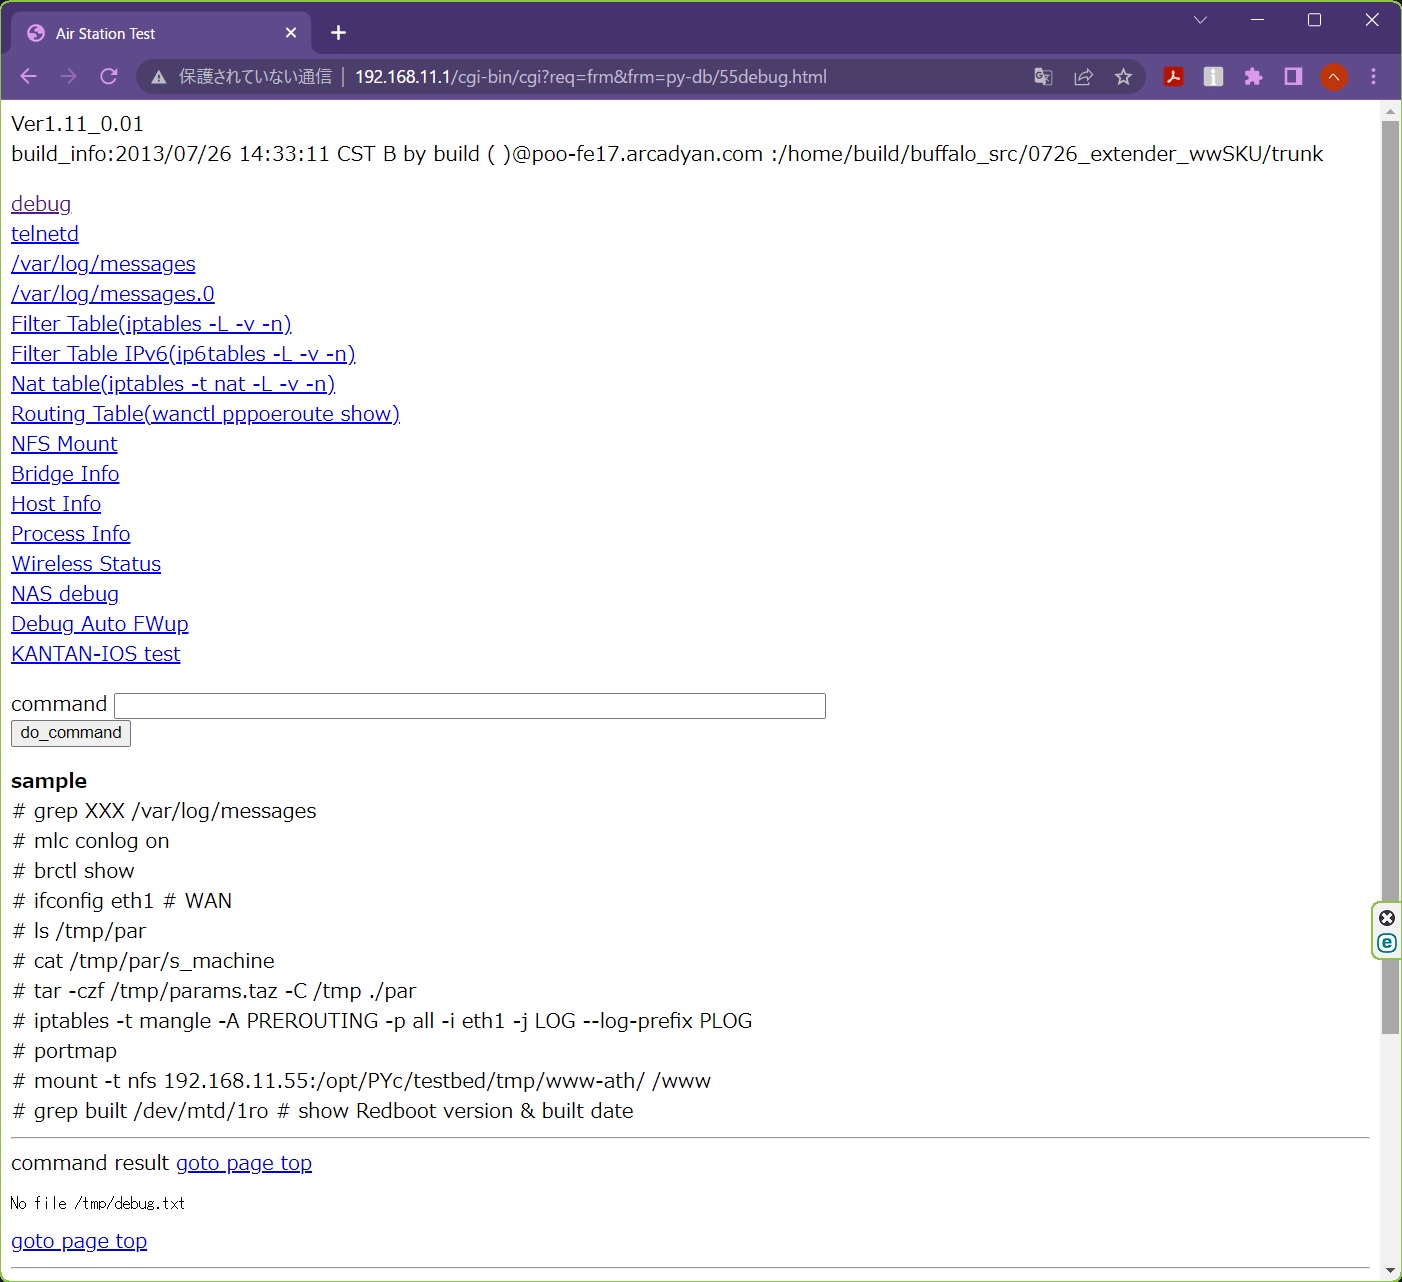 Air Station Test
保護されていない通信 | 192.168.11.1/cgi-bin/cgi?req=frm&frm=py-db/55debug.html
Ver1.11_0.01
build_info:2013/07/26 14:33:11 CST B by build ( )@poo-fe17.arcadyan.com :/home/build/buffalo_src/0726_extender_wwSKU/trunk
debug
telnetd
/var/log/messages
/var/log/messages.0
Filter Table(iptables -L -v -n)
Filter Table IPv6(ip6tables -L -v -n)
Nat table(iptables -t nat -L -v -n)
Routing Table(wanctl pppoeroute show)
NFS Mount
Bridge Info
Host Info
Process Info
Wireless Status
NAS debug
Debug Auto FWup
KANTAN-IOS test
command
do_command
sample
# grep XXX /var/log/messages
# mlc conlog on
# brctl show
# ifconfig eth1 # WAN
# ls /tmp/par
# cat /tmp/par/s_machine
# tar -czf /tmp/params.taz -C /tmp ./par
# iptables -t mangle -A PREROUTING -p all -i eth1 -j LOG --log-prefix PLOG
# portmap
# mount -t nfs 192.168.11.55:/opt/PYc/testbed/tmp/www-ath/ /www
# grep built /dev/mtd/1ro # show Redboot version & built date
command result goto page top
No file /tmp/debug.txt
goto page top